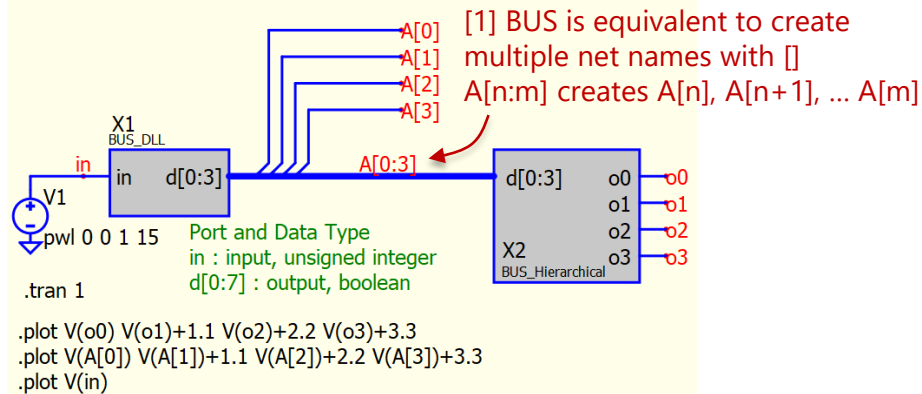 A[0]
A[1]
A[2]
A[3]
[1] BUS is equivalent to create
multiple net names with []
A[n:m] creates A[n], A[n+1], ... A[m]
X1
BUS_DLL
in
in
d[0:3]
A[0:3]
d[0:3]
o0
o0
o1
o1
o2
o2
o3
o3
X2
BUS_Hierarchical
V1
pwl 0 0 1 15
Port and Data Type
in : input, unsigned integer
d[0:7] : output, boolean
.tran 1
.plot V(o0) V(o1)+1.1 V(o2)+2.2 V(o3)+3.3
.plot V(A[0]) V(A[1])+1.1 V(A[2])+2.2 V(A[3])+3.3
.plot V(in)